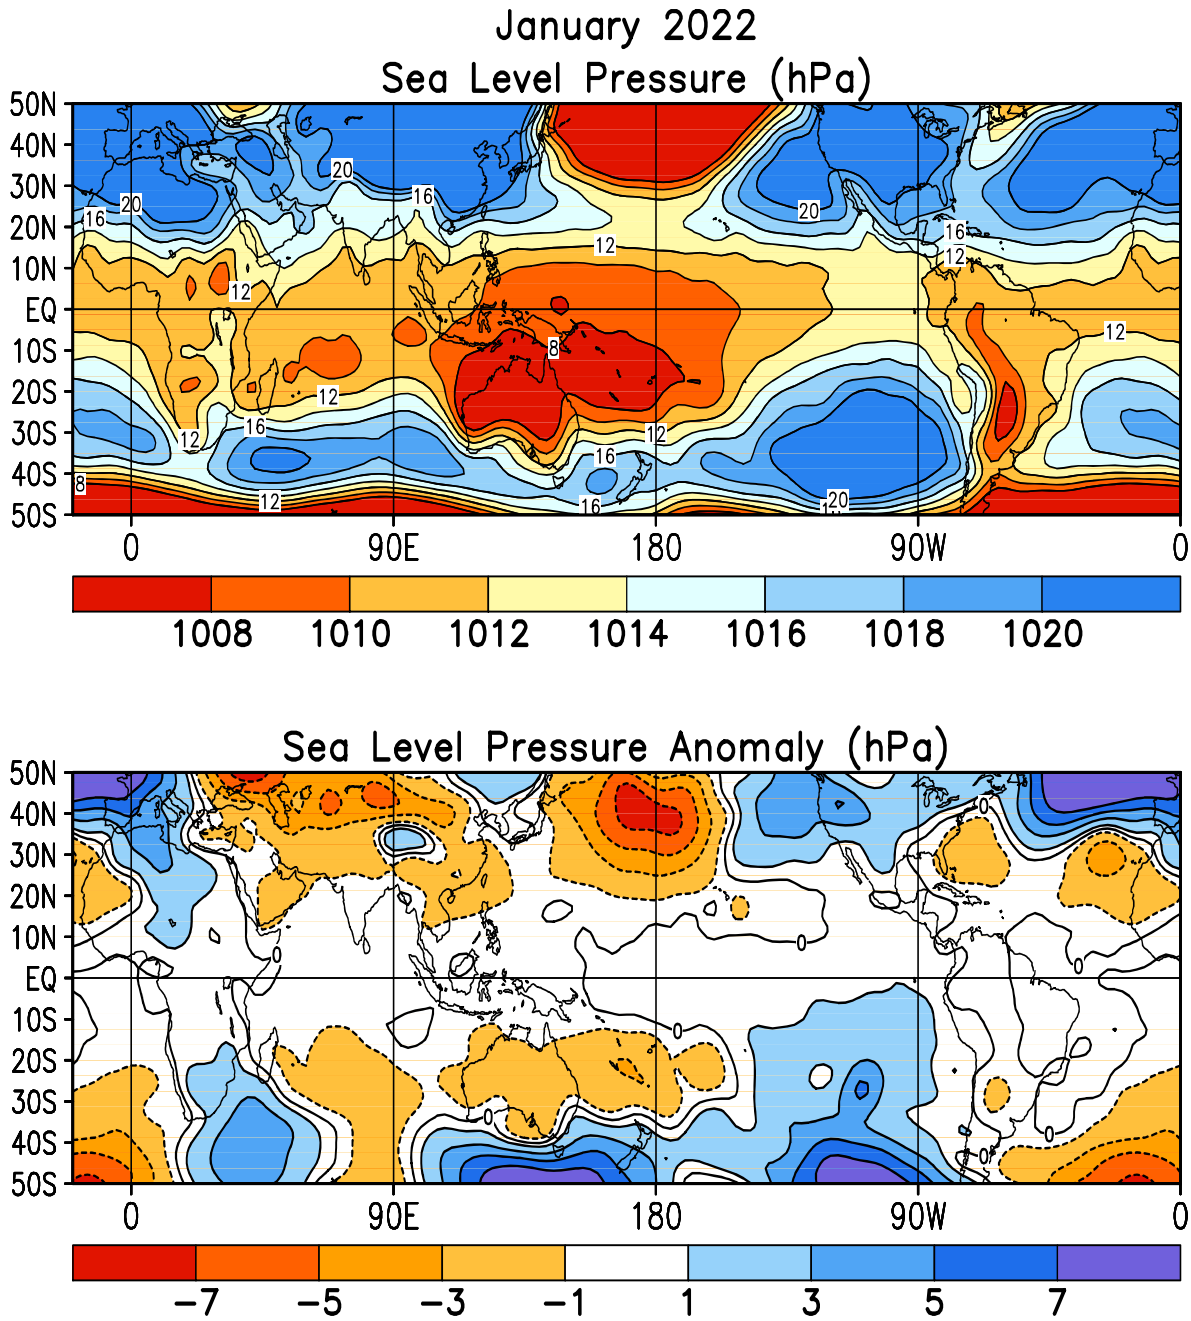 January 2022
Sea Level Pressure (hPa)
50N
40N
30N
20N
10N
EQ
10S
20S
30S
40S
50S
20
16
20
16
20
16
12
12
12
8
12
12
12
16
12
16
12
8
12
16
20
0
90E
180
90W
0
1008 1010 1012 1014 1016 1018 1020
Sea Level Pressure Anomaly (hPa)
50N
40N
30N
20N
10N
EQ
10S
20S
30S
40S
50S
0
0
0
0
0
0
0
0
0
90E
180
90W
0
−7 −5 −3 −1 1 3 5 7